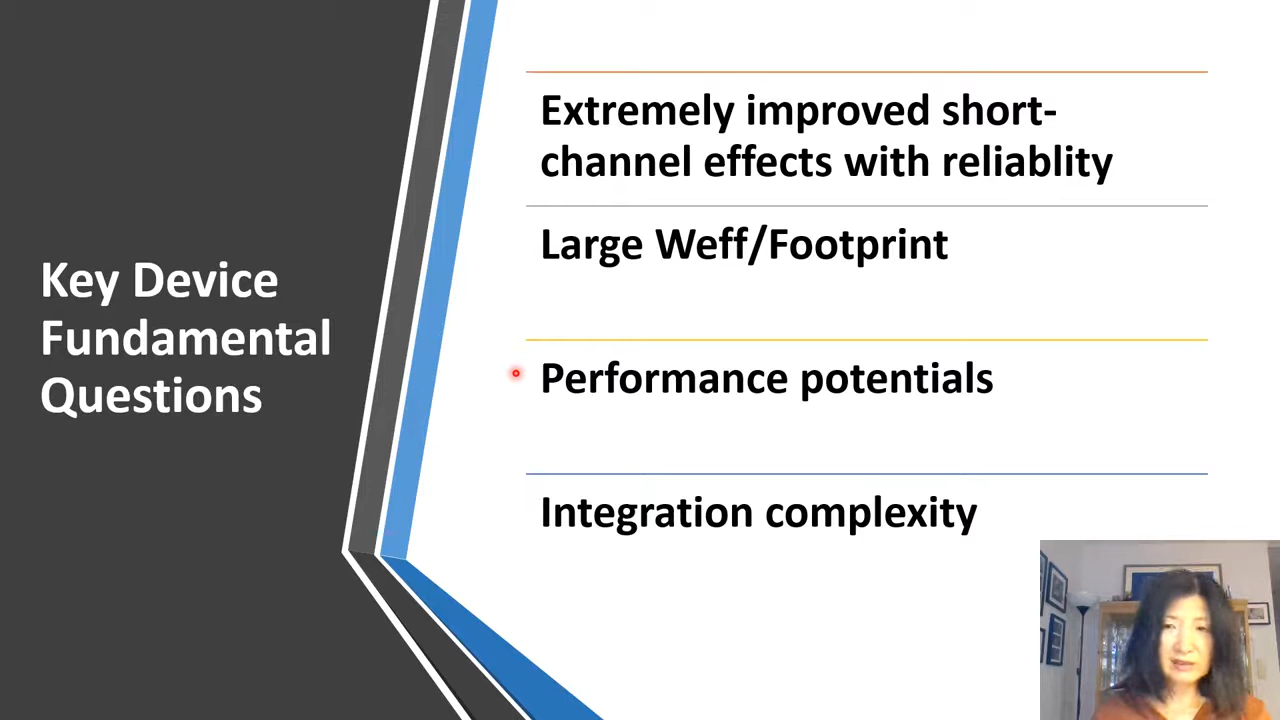 Key Device
Fundamental
Questions
Extremely improved short-
channel effects with reliablity
Large Weff/Footprint
Performance potentials
Integration complexity